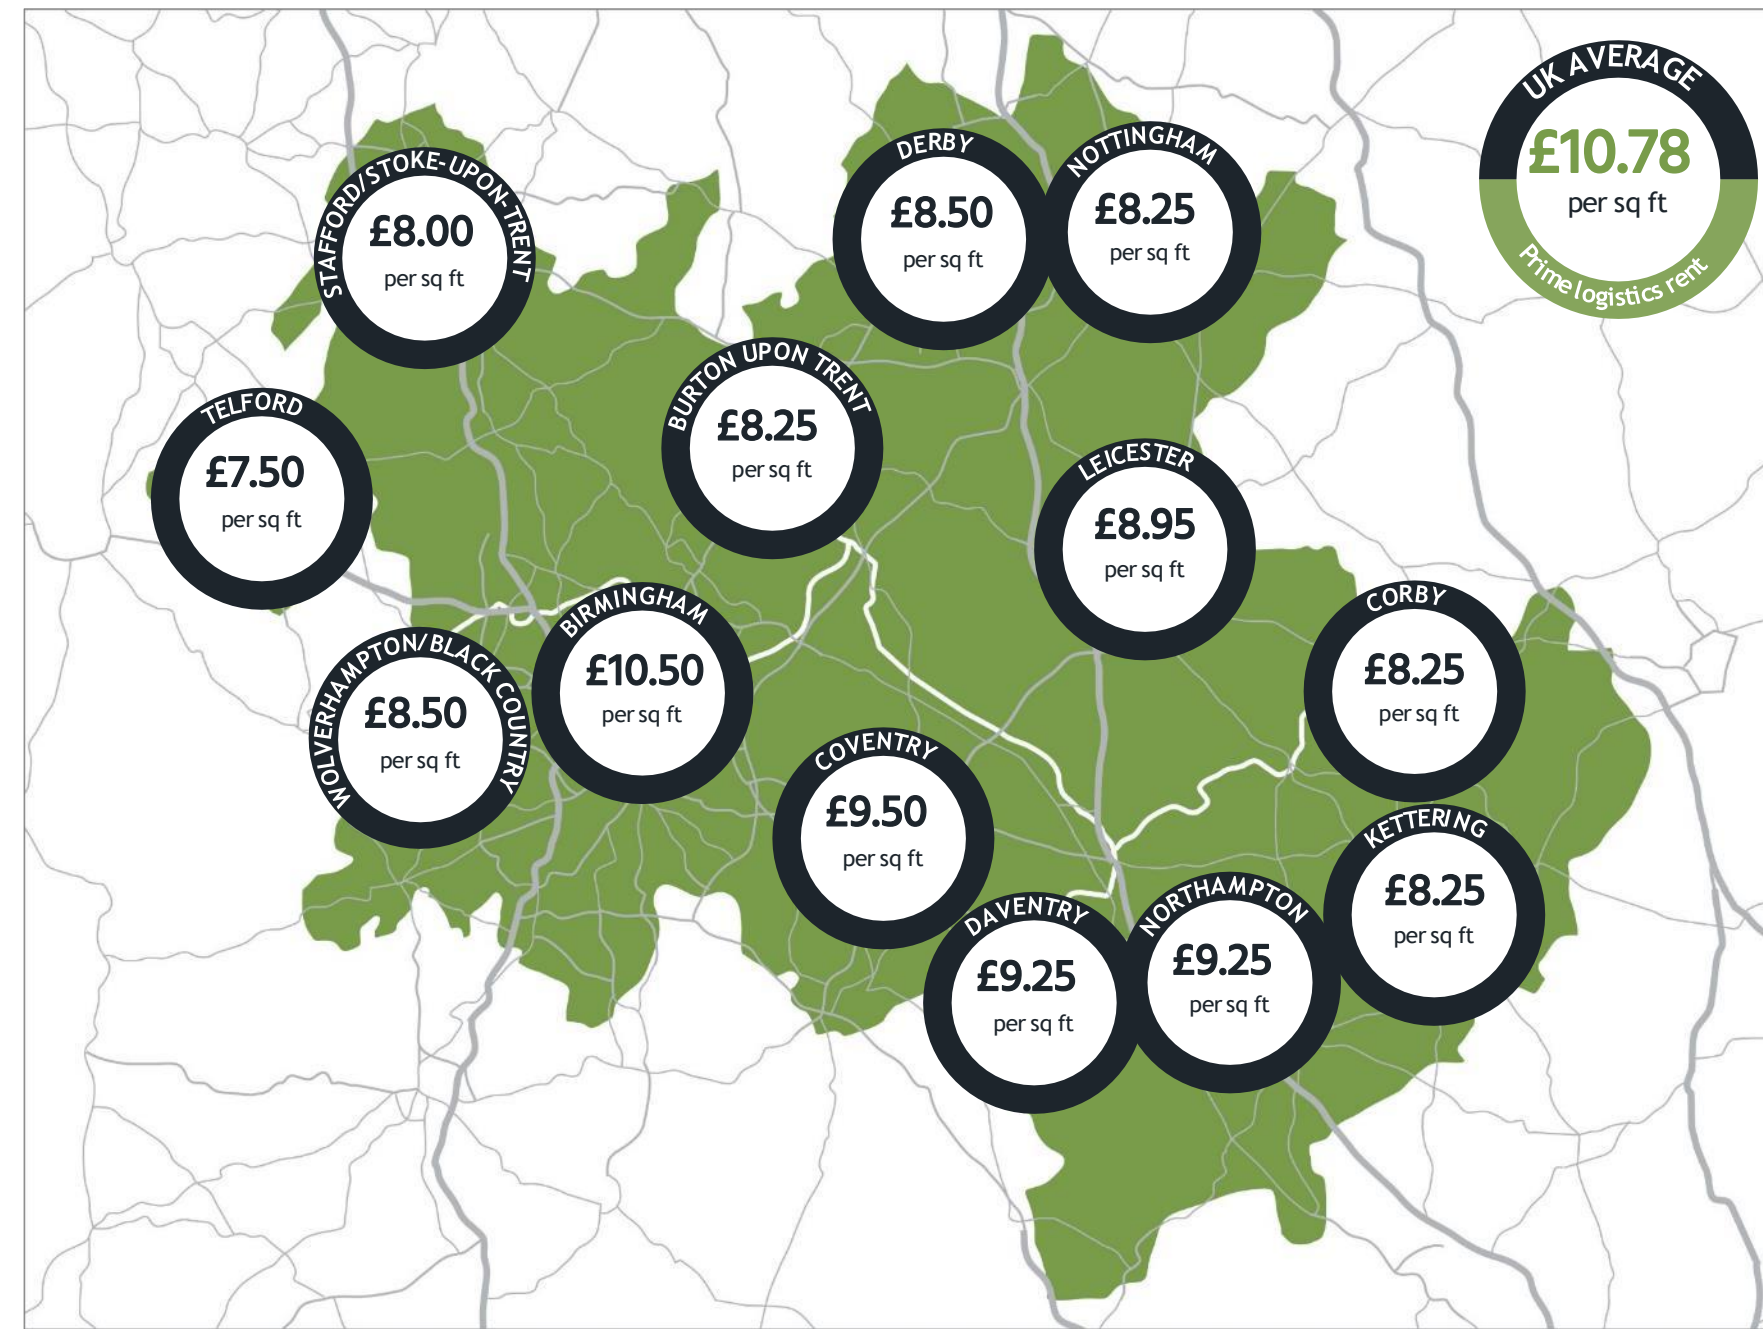 UK AVERAGE
£10.78
per sq ft
Prime logistics rent
STAFFORD/STOKE-UPON-TRENT
£8.00
per sq ft
DERBY
£8.50
per sq ft
NOTTINGHAM
£8.25
per sq ft
TELFORD
£7.50
per sq ft
BURTON UPON TRENT
£8.25
per sq ft
LEICESTER
£8.95
per sq ft
WOLVERHAMPTON/BLACK COUNTRY
£8.50
per sq ft
BIRMINGHAM
£10.50
per sq ft
CORBY
£8.25
per sq ft
COVENTRY
£9.50
per sq ft
KETTERING
£8.25
per sq ft
DAVENTRY
£9.25
per sq ft
NORTHAMPTON
£9.25
per sq ft